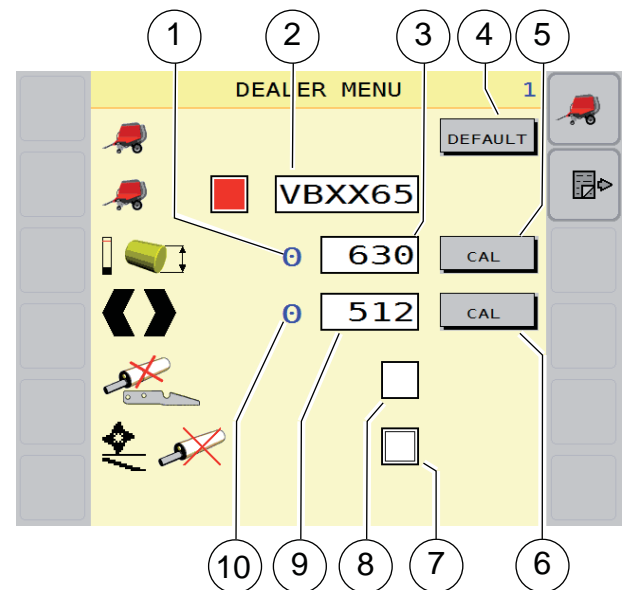 1 2 3 4 5
DEALER MENU 1
DEFAULT
VBXX65
0 630 CAL
0 512 CAL
10 9 8 7 6